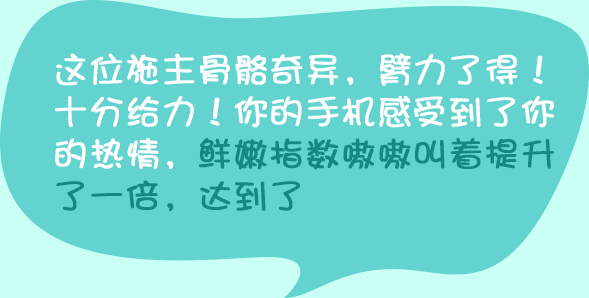 这位施主骨骼奇异，臂力了得！
十分给力！你的手机感受到了你
的热情，鲜嫩指数嗷嗷叫着提升
了一倍，达到了